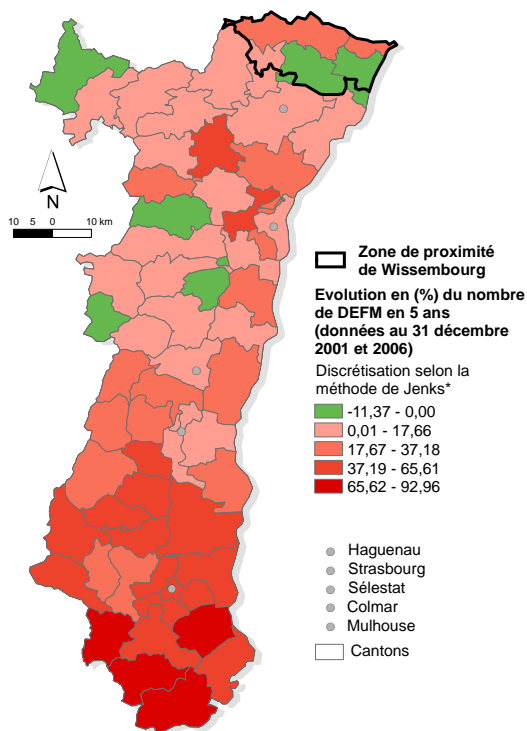 N
10 5 0 10 km
Zone de proximité
de Wissembourg
Evolution en (%) du nombre
de DEFM en 5 ans
(données au 31 décembre
2001 et 2006)
Discrétisation selon la
méthode de Jenks*
-11,37 - 0,00
0,01 - 17,66
17,67 - 37,18
37,19 - 65,61
65,62 - 92,96
Haguenau
Strasbourg
Sélestat
Colmar
Mulhouse
Cantons